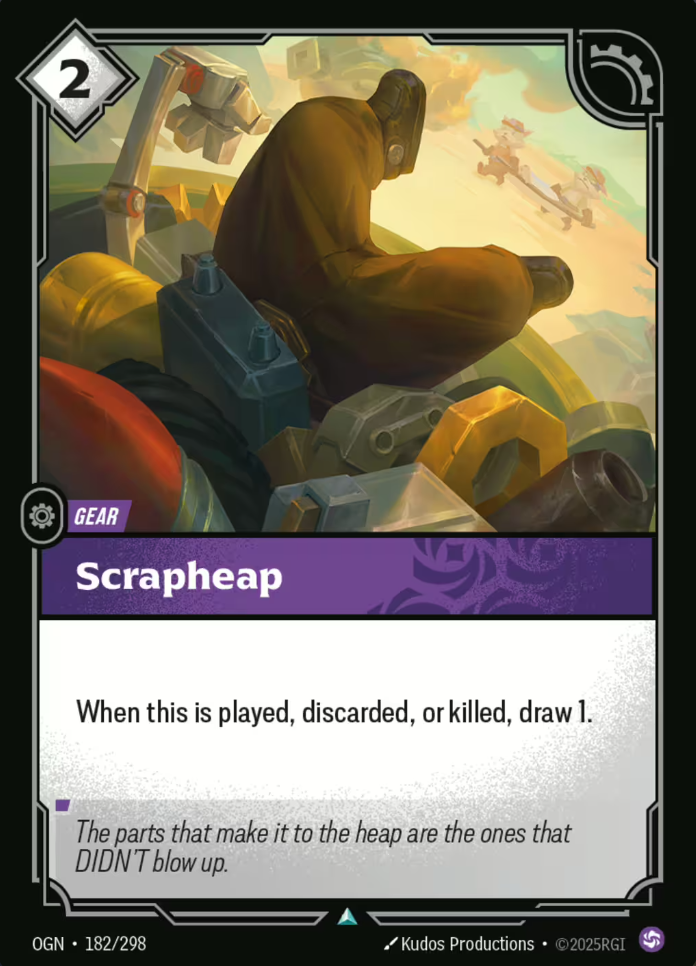 2
GEAR
Scrapheap
When this is played, discarded, or killed, draw 1.
The parts that make it to the heap are the ones that
DIDN'T blow up.
OGN • 182/298
Kudos Productions • ©2025RGI